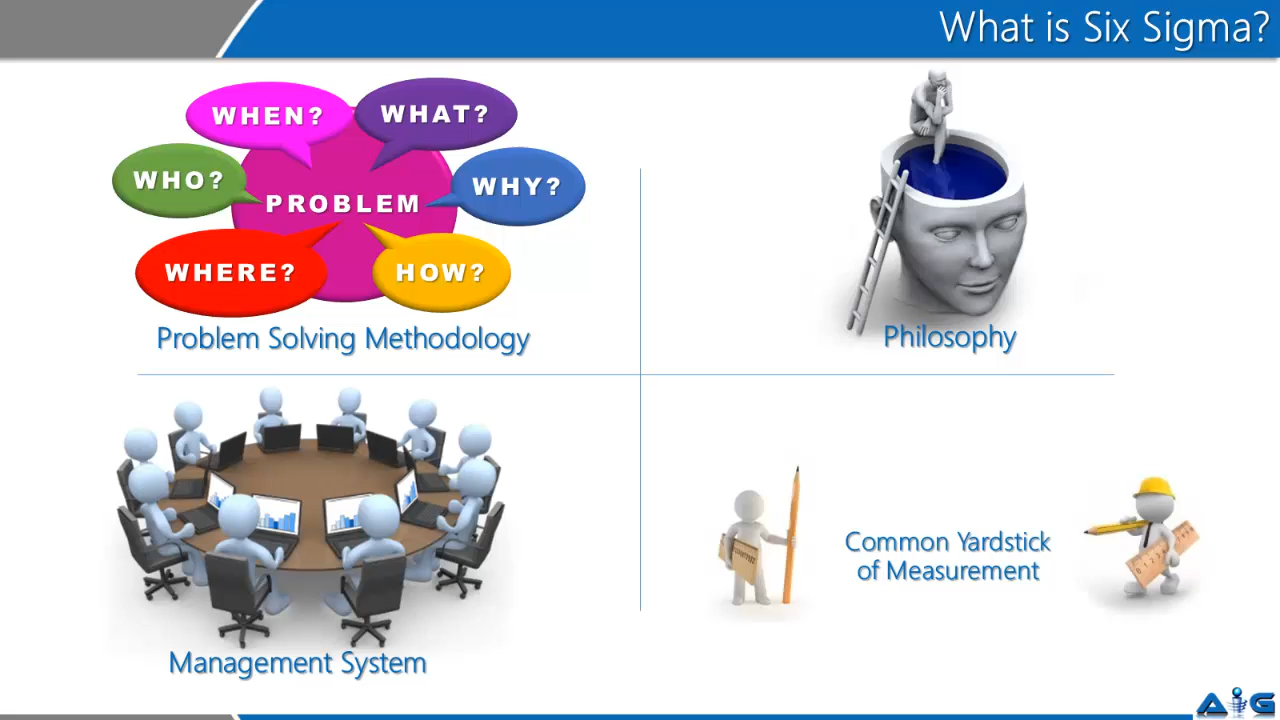 What is Six Sigma?
WHEN?
WHAT?
WHO?
WHY?
PROBLEM
WHERE?
HOW?
Problem Solving Methodology
Philosophy
Common Yardstick
of Measurement
Management System
AiG